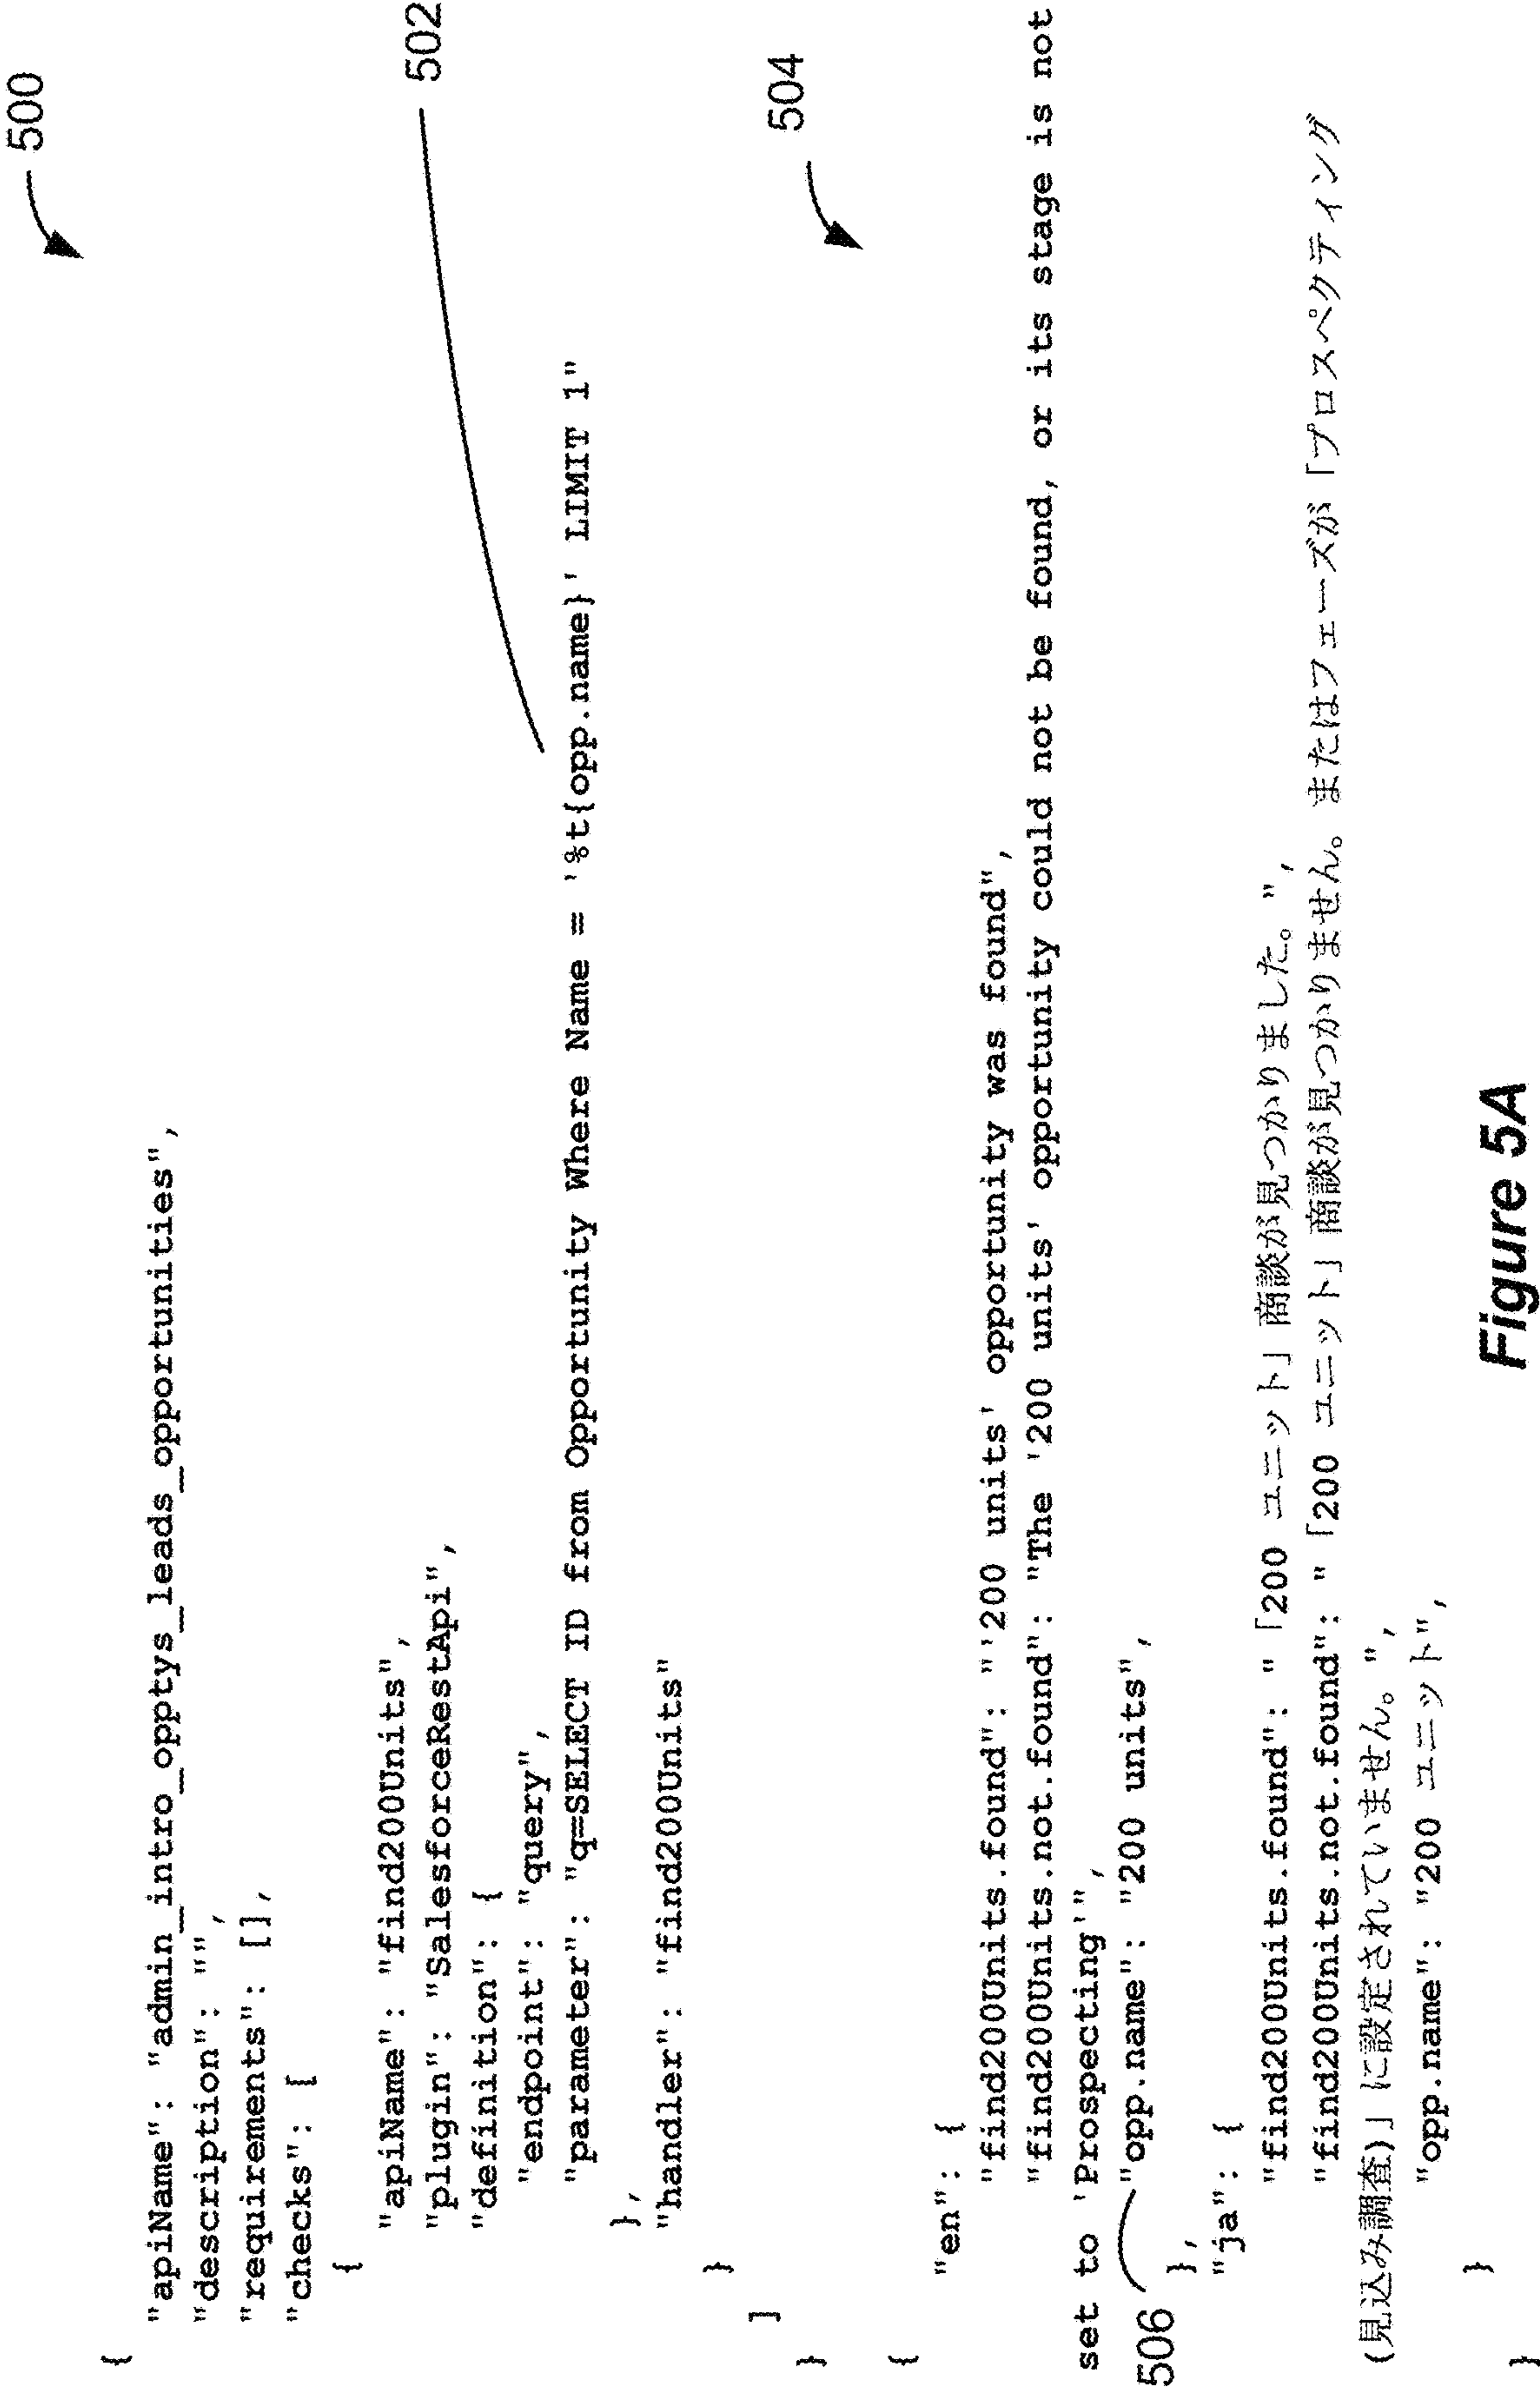 500
{
"apiName": "admin_intro_opptys_leads_opportunities",
"description": "",
"requirements": [],
"checks": [
{
"apiName": "find200Units",
"plugin": "SalesforceRestApi",
"definition": {
"endpoint": "query",
"parameter": "q=SELECT ID from Opportunity Where Name = '%t{opp.name}' LIMIT 1"
502
},
"handler": "find200Units"
}
]
}
504
{
"en": {
"find200Units.found": "'200 units' opportunity was found",
"find200Units.not.found": "The '200 units' opportunity could not be found, or its stage is not
set to 'Prospecting'",
506 "opp.name": "200 units",
},
"ja": {
"find200Units.found": "「200 ユニット」商談が見つかりました。",
"find200Units.not.found": "「200 ユニット」商談が見つかりません。またはフェーズが「プロスペクティング
(見込み調査)」に設定されていません。",
"opp.name": "200 ユニット",
}
}
Figure 5A